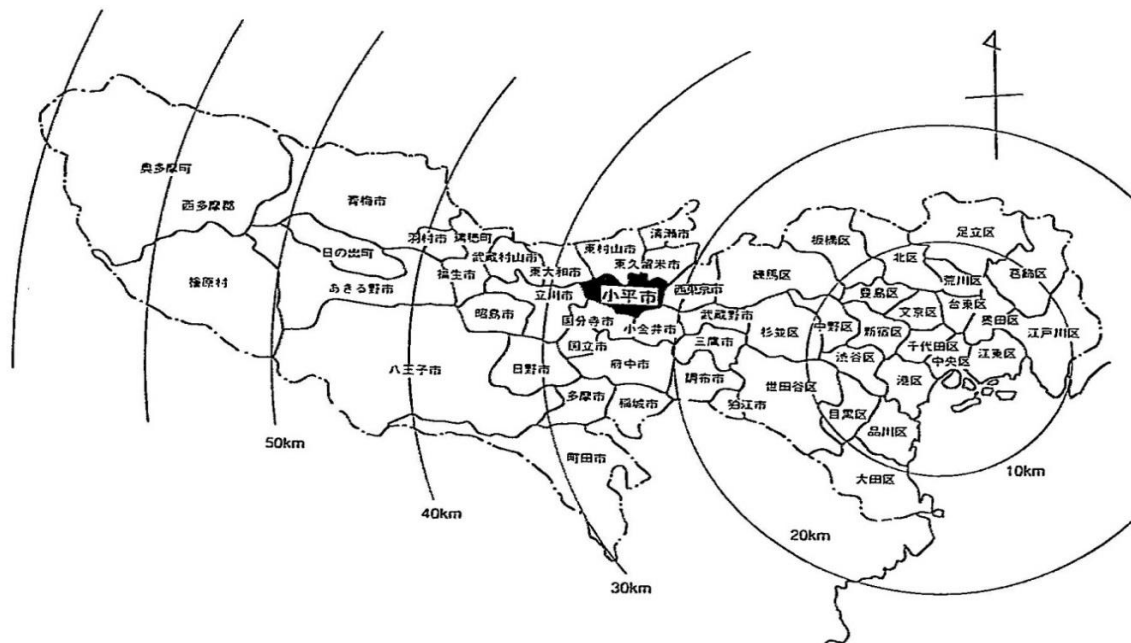 奥多摩町
西多摩郡
檜原村
青梅市
日の出町
あきる野市
羽村市
瑞穂町
福生市
武蔵村山市
東大和市
東村山市
清瀬市
東久留米市
小平市
西東京市
立川市
昭島市
八王子市
日野市
国分寺市
国立市
小金井市
府中市
武蔵野市
三鷹市
調布市
狛江市
多摩市
稲城市
町田市
練馬区
板橋区
北区
足立区
荒川区
葛飾区
豊島区
文京区
台東区
墨田区
江戸川区
杉並区
中野区
新宿区
千代田区
中央区
江東区
渋谷区
港区
世田谷区
目黒区
品川区
大田区
10km
20km
30km
40km
50km